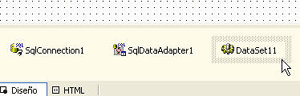 SqlConnection1 SqlDataAdapter1 DataSet11
Diseño HTML